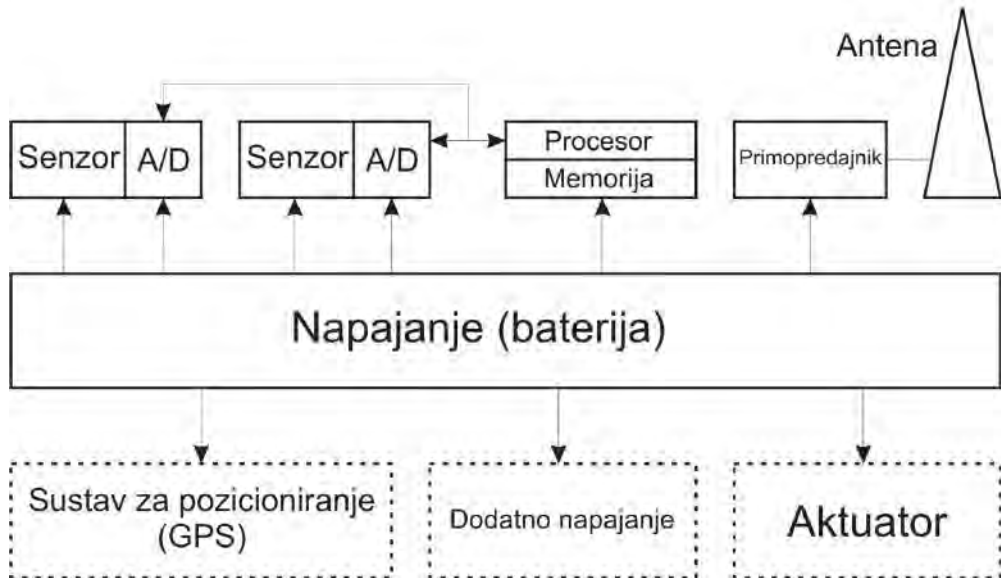 Antena
Senzor A/D
Senzor A/D
Procesor
Memorija
Primopredajnik
Napajanje (baterija)
Sustav za pozicioniranje
(GPS)
Dodatno napajanje
Aktuator